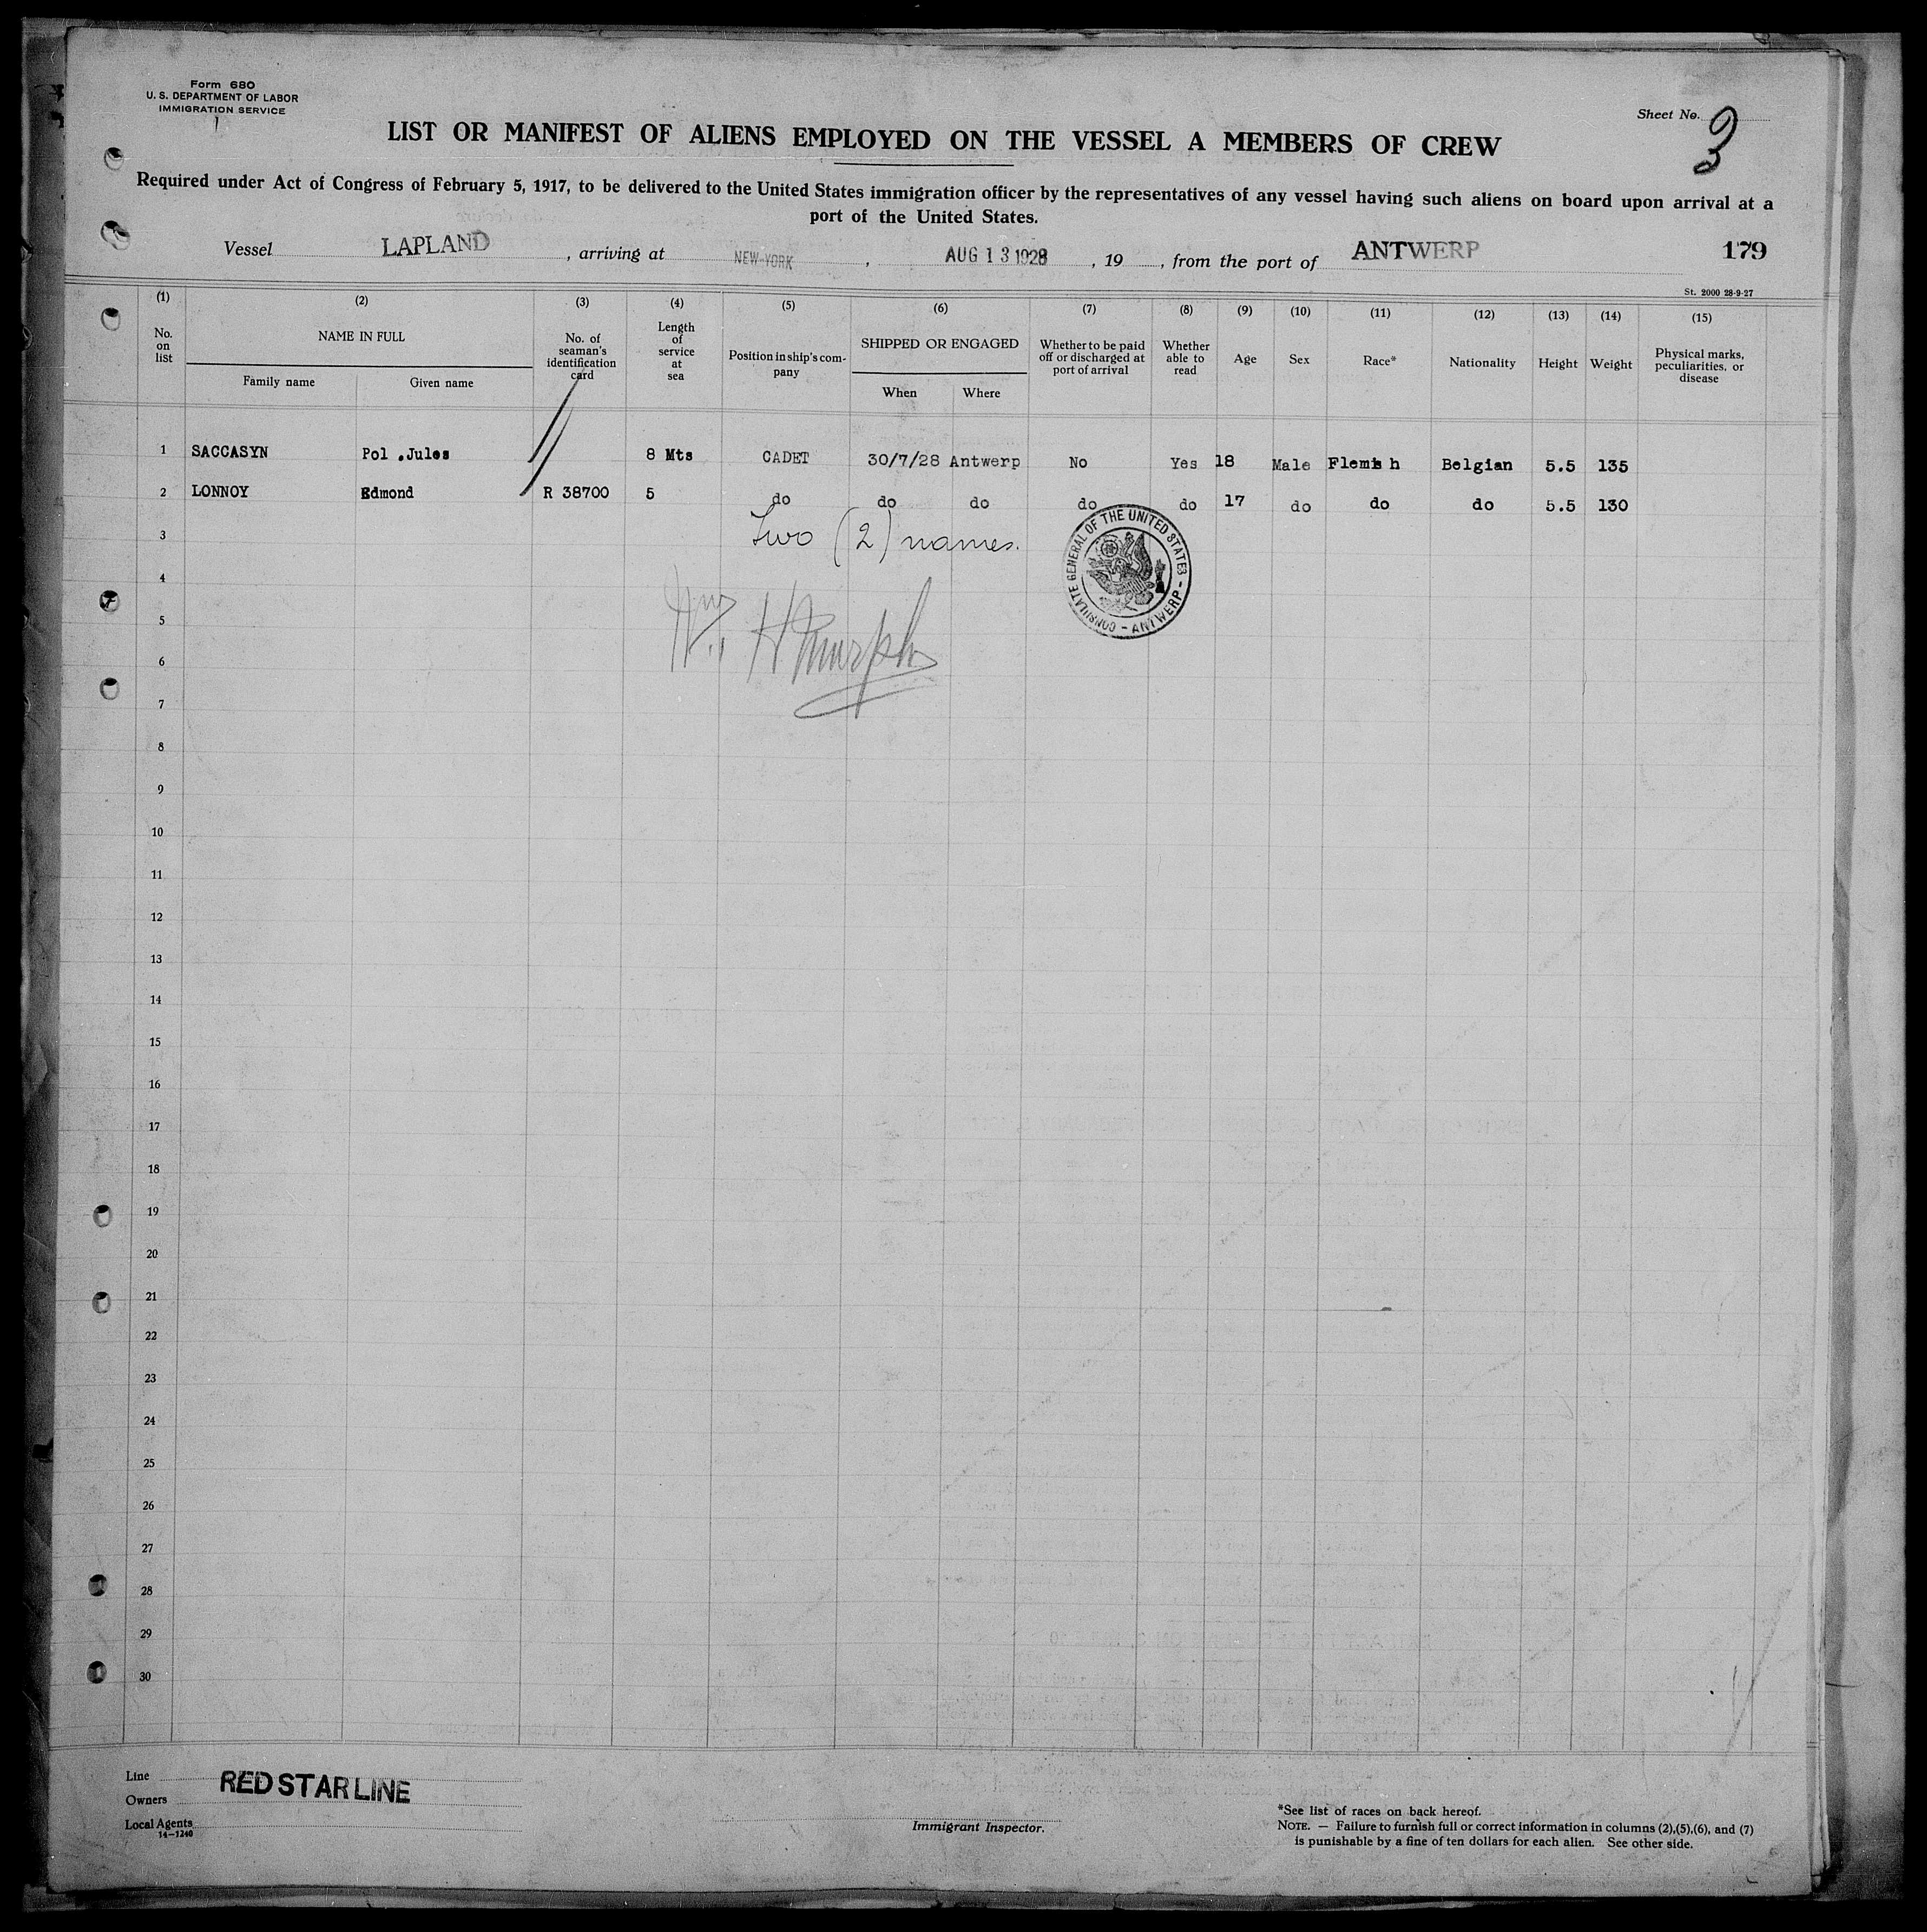 Form 680
U. S. DEPARTMENT OF LABOR
IMMIGRATION SERVICE
Sheet No. 3
LIST OR MANIFEST OF ALIENS EMPLOYED ON THE VESSEL A MEMBERS OF CREW
Required under Act of Congress of February 5, 1917, to be delivered to the United States immigration officer by the representatives of any vessel having such aliens on board upon arrival at a
port of the United States.
Vessel LAPLAND , arriving at NEW-YORK , AUG 13 1928 , 19 , from the port of ANTWERP 179
St. 2000 28-9-27
(1) No. on list
(2) NAME IN FULL
Family name Given name
(3) No. of seaman's identification card
(4) Length of service at sea
(5) Position in ship's company
(6) SHIPPED OR ENGAGED
When Where
(7) Whether to be paid off or discharged at port of arrival
(8) Whether able to read
(9) Age
(10) Sex
(11) Race*
(12) Nationality
(13) Height
(14) Weight
(15) Physical marks, peculiarities, or disease
1 SACCASYN Pol .Jules 8 Mts CADET 30/7/28 Antwerp No Yes 18 Male Flemish Belgian 5.5 135
2 LONNOY Edmond R 38700 5 do do do do do 17 do do do 5.5 130
3 Two (2) names.
CONSULATE GENERAL OF THE UNITED STATES - ANTWERP -
4
5 Wm H Murphy
6
7
8
9
10
11
12
13
14
15
16
17
18
19
20
21
22
23
24
25
26
27
28
29
30
Line
RED STAR LINE
Owners
Local Agents
14-1240
Immigrant Inspector.
*See list of races on back hereof.
NOTE. — Failure to furnish full or correct information in columns (2),(5),(6), and (7)
is punishable by a fine of ten dollars for each alien. See other side.